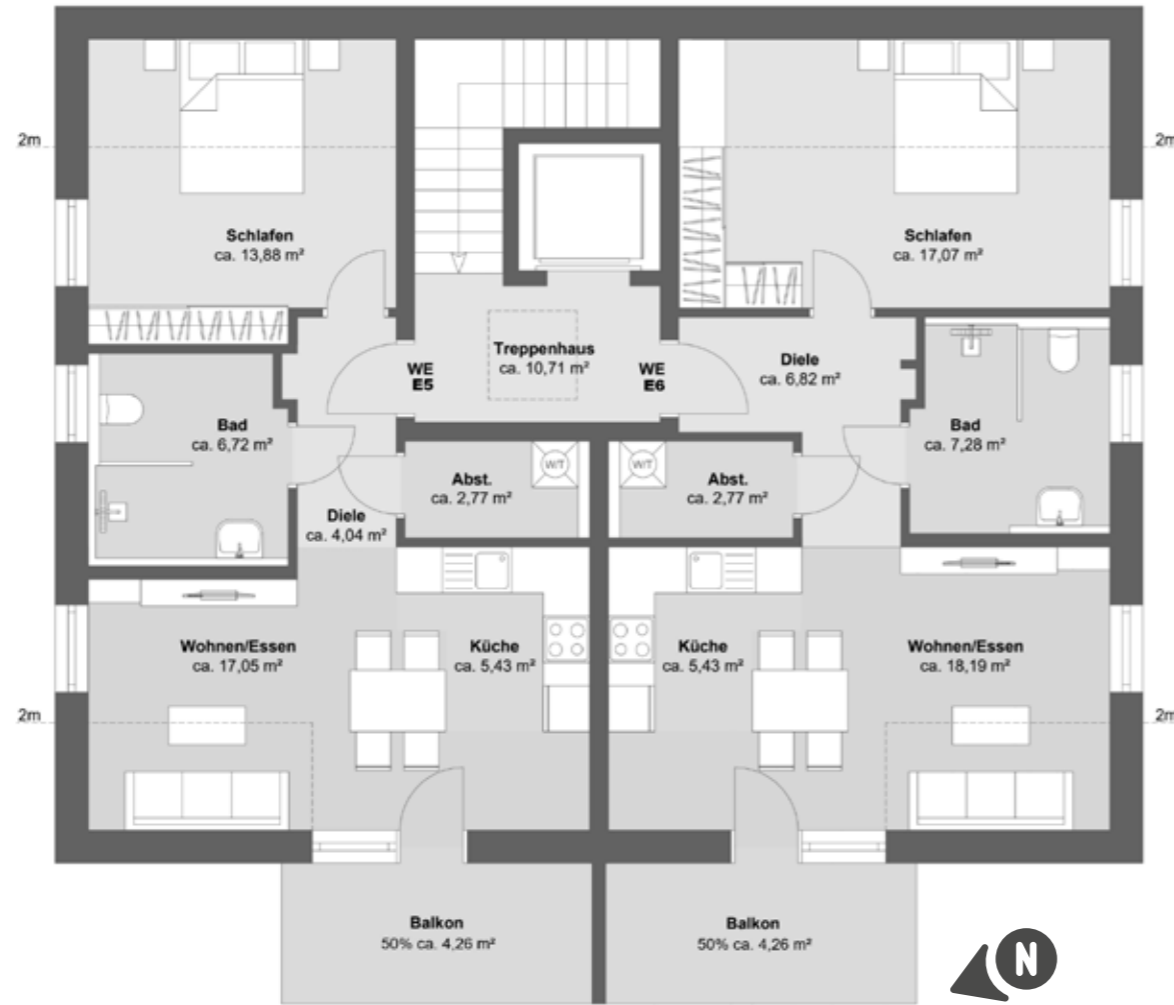 2m
2m
Schlafen
ca. 13,88 m²
Schlafen
ca. 17,07 m²
Treppenhaus
ca. 10,71 m²
WE
E5
WE
E6
Diele
ca. 6,82 m²
Bad
ca. 6,72 m²
Bad
ca. 7,28 m²
Abst.
ca. 2,77 m²
W/T
W/T
Abst.
ca. 2,77 m²
Diele
ca. 4,04 m²
Wohnen/Essen
ca. 17,05 m²
Küche
ca. 5,43 m²
Küche
ca. 5,43 m²
Wohnen/Essen
ca. 18,19 m²
2m
2m
Balkon
50% ca. 4,26 m²
Balkon
50% ca. 4,26 m²
N